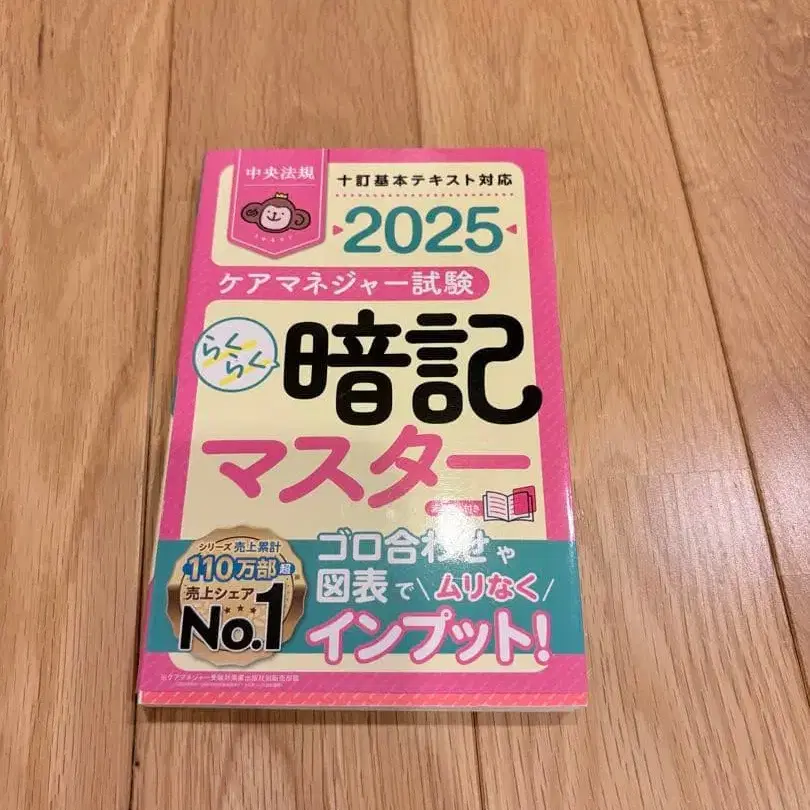 中央法規
十訂基本テキスト対応
2025
ケアマネジャー試験
らくらく
暗記
マスター
シリーズ 売上累計
110万部超
売上シェア
No.1
ゴロ合わせや
図表で ムリなく
インプット!